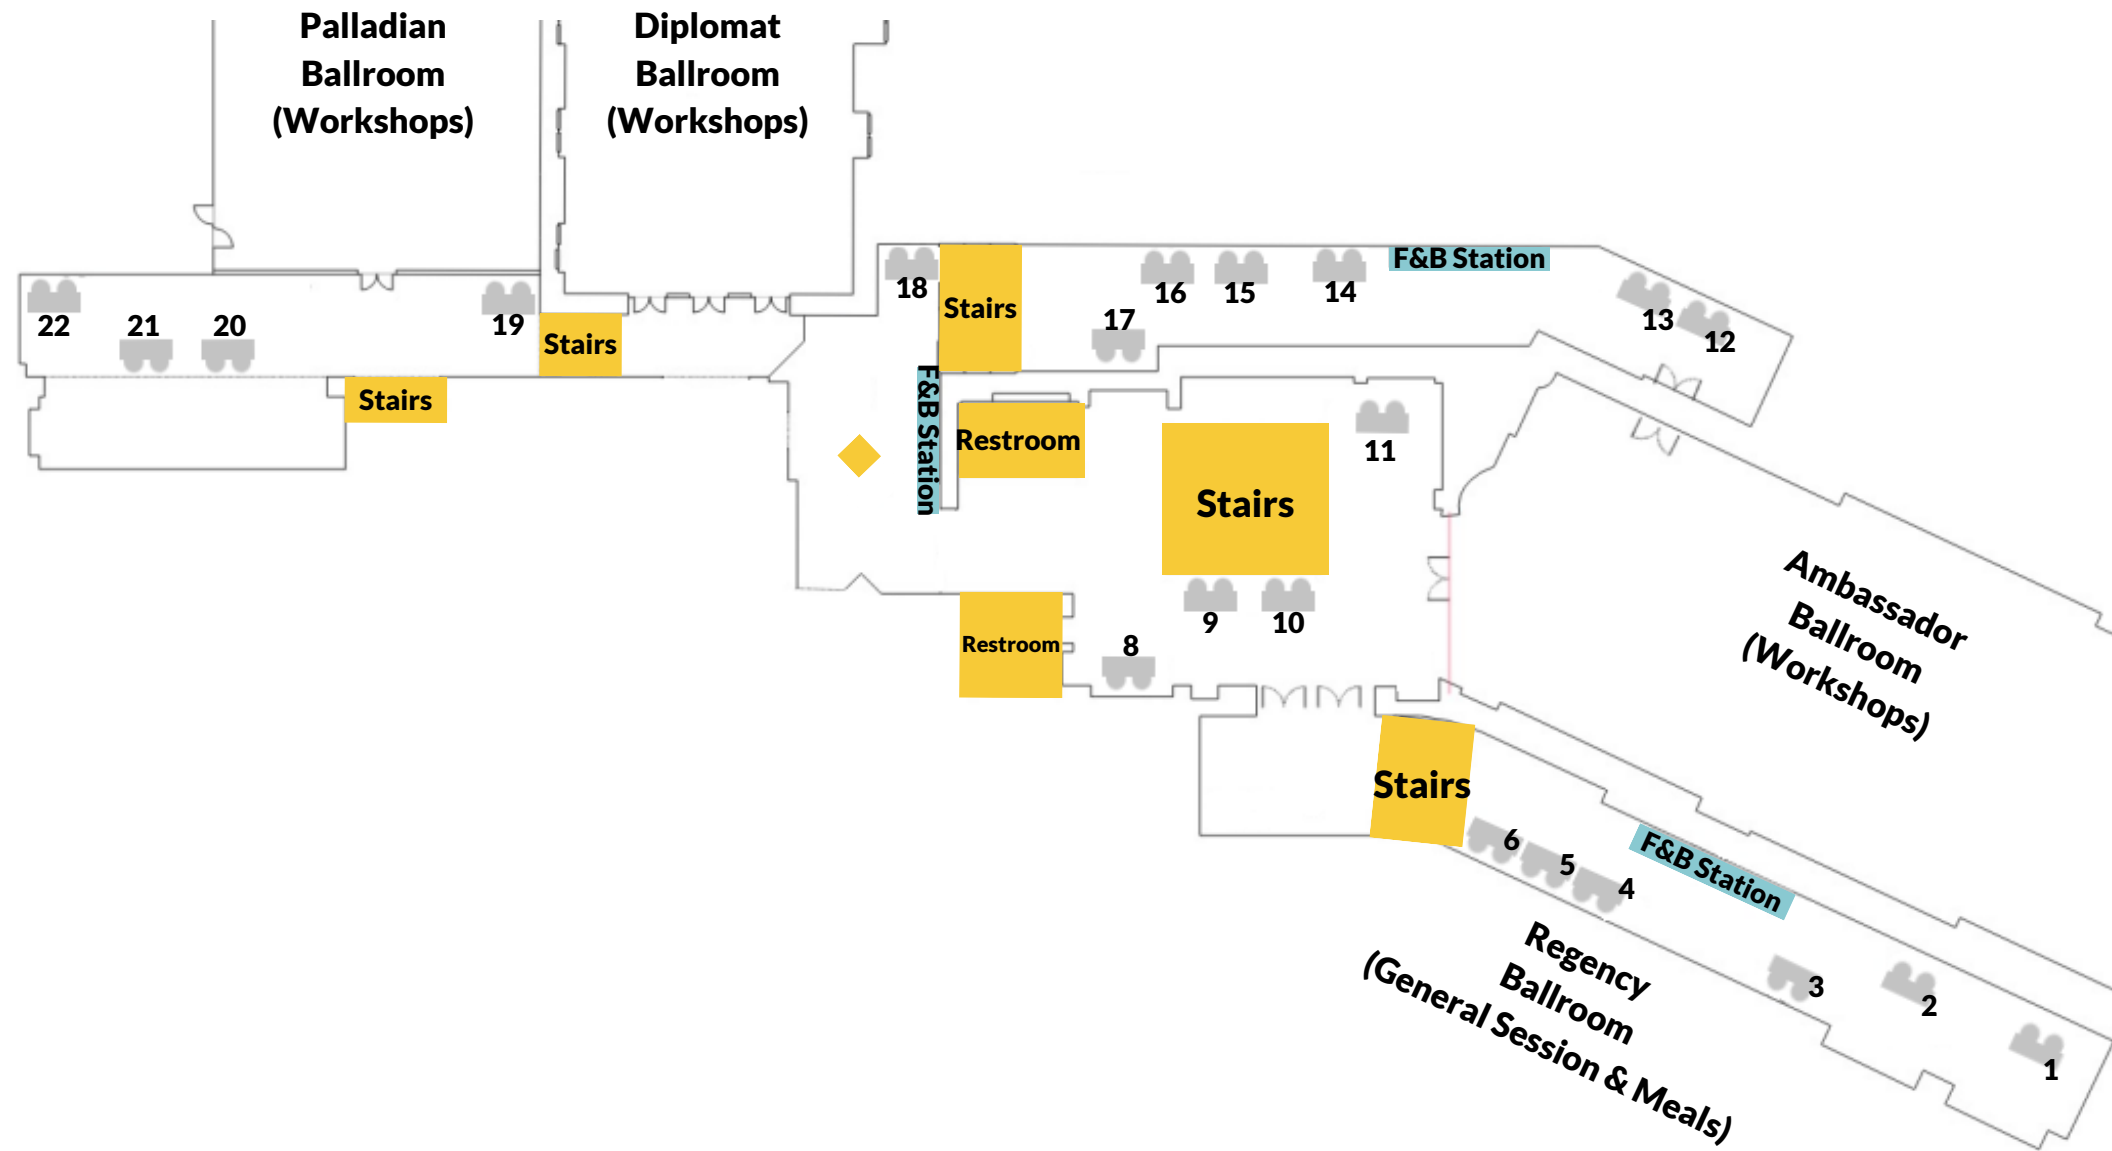 Palladian
Ballroom
(Workshops)
Diplomat
Ballroom
(Workshops)
22
21
20
19
Stairs
Stairs
18
Stairs
17
16
15
14
F&B Station
13
12
F&B Station
Restroom
Stairs
11
9
10
8
Restroom
Ambassador
Ballroom
(Workshops)
Stairs
6
5
4
F&B Station
3
2
1
Regency
Ballroom
(General Session & Meals)